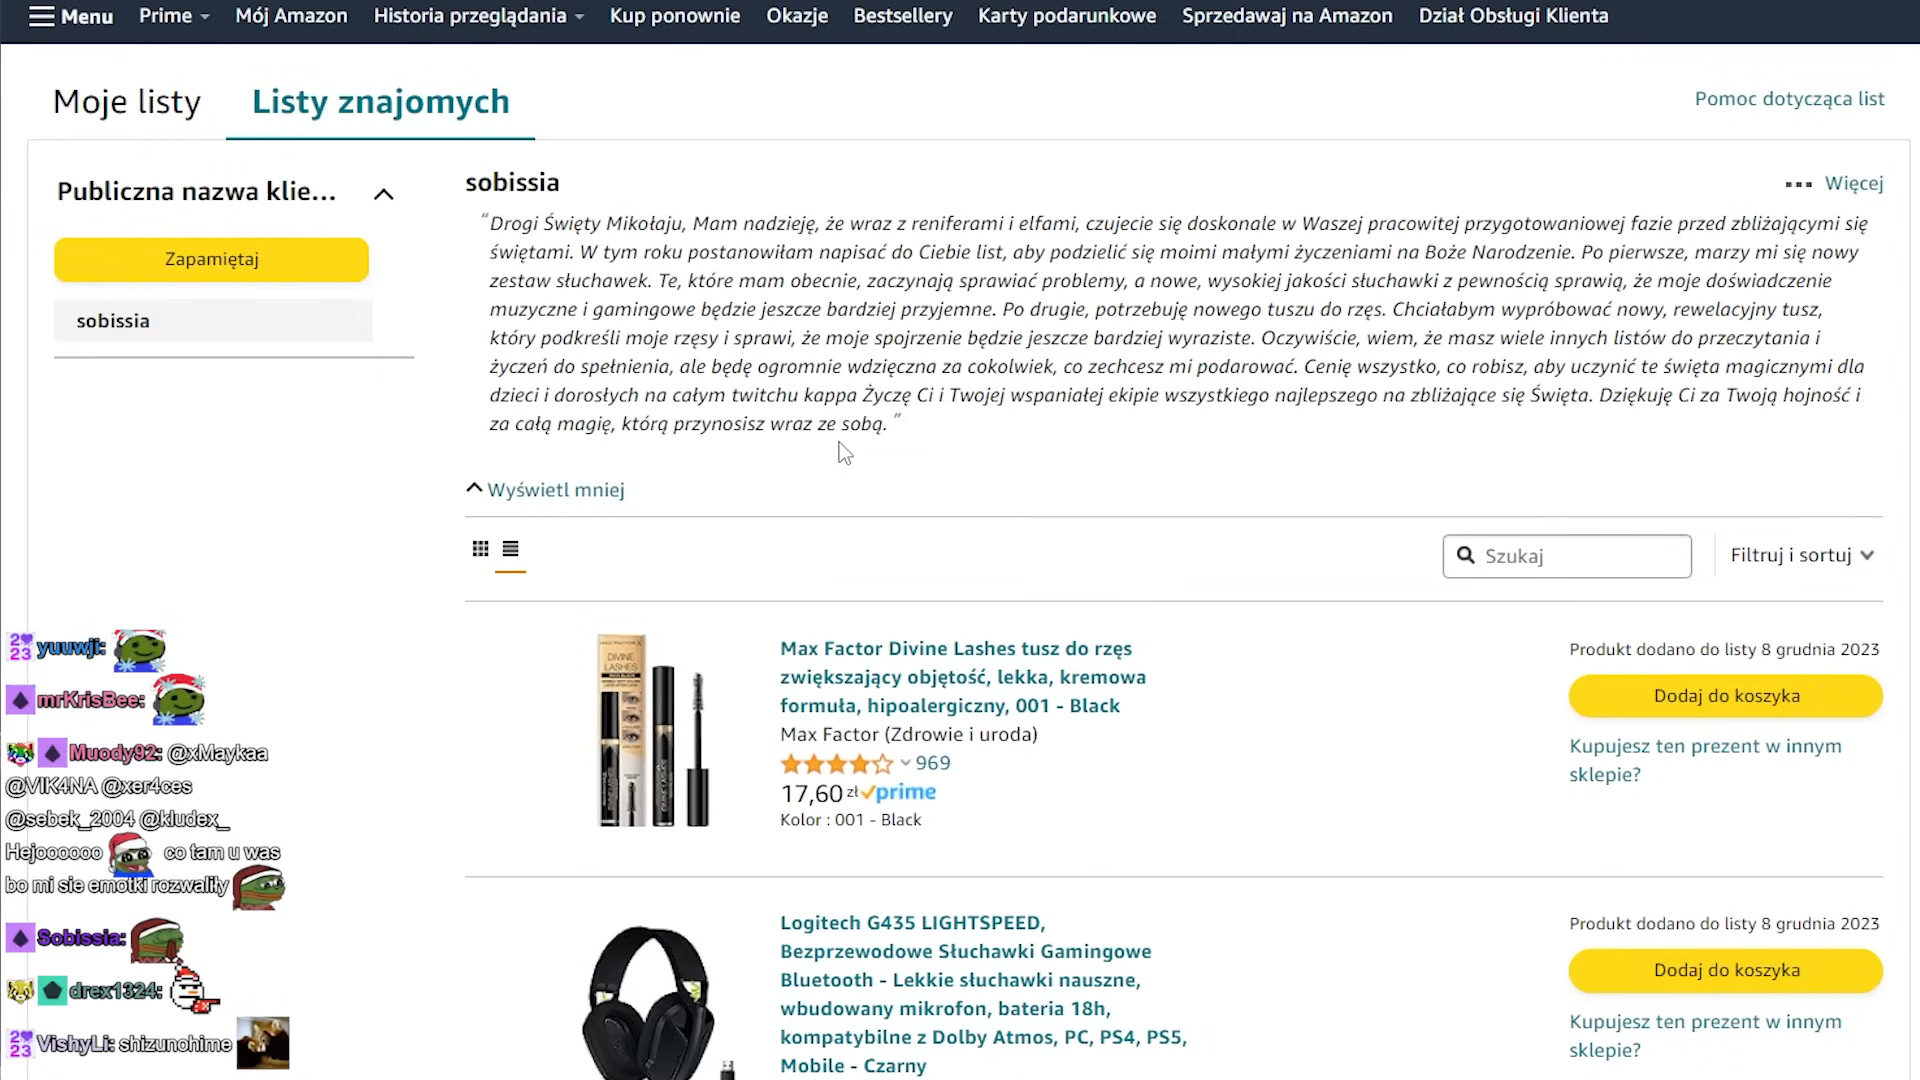 Menu Prime Mój Amazon Historia przeglądania Kup ponownie Okazje Bestsellery Karty podarunkowe Sprzedawaj na Amazon Dział Obsługi Klienta
Moje listy Listy znajomych Pomoc dotycząca list
Publiczna nazwa klie...
Zapamiętaj
sobissia
sobissia
Więcej
“Drogi Święty Mikołaju, Mam nadzieję, że wraz z reniferami i elfami, czujecie się doskonale w Waszej pracowitej przygotowaniowej fazie przed zbliżającymi się
świętami. W tym roku postanowiłam napisać do Ciebie list, aby podzielić się moimi małymi życzeniami na Boże Narodzenie. Po pierwsze, marzy mi się nowy
zestaw słuchawek. Te, które mam obecnie, zaczynają sprawiać problemy, a nowe, wysokiej jakości słuchawki z pewnością sprawią, że moje doświadczenie
muzyczne i gamingowe będzie jeszcze bardziej przyjemne. Po drugie, potrzebuję nowego tuszu do rzęs. Chciałabym wypróbować nowy, rewelacyjny tusz,
który podkreśli moje rzęsy i sprawi, że moje spojrzenie będzie jeszcze bardziej wyraziste. Oczywiście, wiem, że masz wiele innych listów do przeczytania i
życzeń do spełnienia, ale będę ogromnie wdzięczna za cokolwiek, co zechcesz mi podarować. Cenię wszystko, co robisz, aby uczynić te święta magicznymi dla
dzieci i dorosłych na całym twitchu kappa Życzę Ci i Twojej wspaniałej ekipie wszystkiego najlepszego na zbliżające się Święta. Dziękuję Ci za Twoją hojność i
za całą magię, którą przynosisz wraz ze sobą. ”
Wyświetl mniej
Szukaj
Filtruj i sortuj
DIVINE
LASHES
Max Factor Divine Lashes tusz do rzęs
zwiększający objętość, lekka, kremowa
formuła, hipoalergiczny, 001 - Black
Max Factor (Zdrowie i uroda)
969
17,60 zł prime
Kolor : 001 - Black
Produkt dodano do listy 8 grudnia 2023
Dodaj do koszyka
Kupujesz ten prezent w innym
sklepie?
Logitech G435 LIGHTSPEED,
Bezprzewodowe Słuchawki Gamingowe
Bluetooth - Lekkie słuchawki nauszne,
wbudowany mikrofon, bateria 18h,
kompatybilne z Dolby Atmos, PC, PS4, PS5,
Mobile - Czarny
Produkt dodano do listy 8 grudnia 2023
Dodaj do koszyka
Kupujesz ten prezent w innym
sklepie?
yuuwji:
mrKrisBee:
Muody92: @xMaykaa
@VIK4NA @xer4ces
@sebek_2004 @kludex_
Hejoooooo co tam u was
bo mi sie emotki rozwaliły
Sobissia:
drex1324:
VishyLi: shizunohime